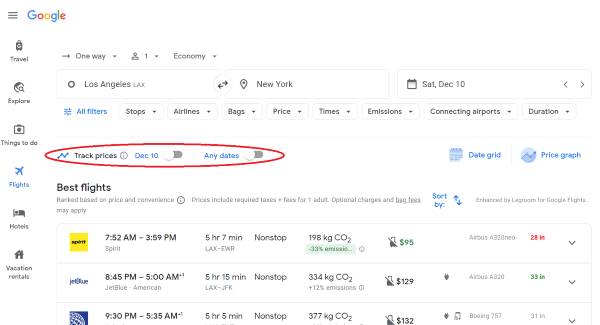 Google
One way 1 Economy
Travel
Los Angeles LAX New York Sat, Dec 10
Explore
All filters Stops Airlines Bags Price Times Emissions Connecting airports Duration
Things to do
Track prices Dec 10 Any dates Date grid Price graph
Flights
Best flights
Ranked based on price and convenience Prices include required taxes + fees for 1 adult. Optional charges and bag fees may apply. Sort by: Enhanced by Legroom for Google Flights.
Hotels
7:52 AM – 3:59 PM 5 hr 7 min Nonstop 198 kg CO2 $95 Airbus A320neo 28 in
spirit Spirit LAX–EWR -33% emissio...
Vacation rentals
8:45 PM – 5:00 AM+1 5 hr 15 min Nonstop 334 kg CO2 $129 Airbus A320 33 in
jetBlue JetBlue · American LAX–JFK +12% emissions
9:30 PM – 5:35 AM+1 5 hr 5 min Nonstop 377 kg CO2 $132 Boeing 757 31 in